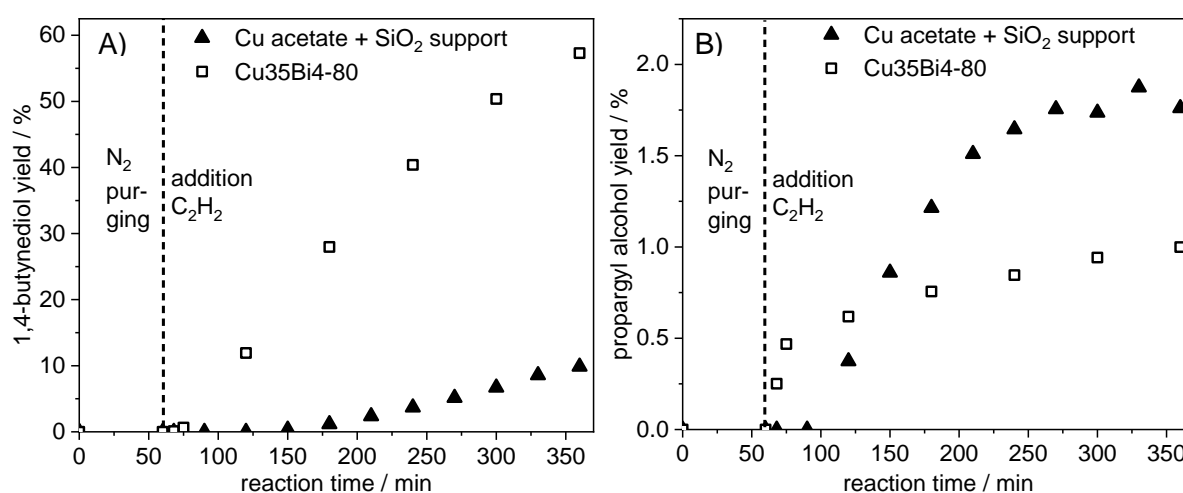 A)
▲ Cu acetate + SiO₂ support
□ Cu35Bi4-80
1,4-butynediol yield / %
60
50
40
30
20
10
0
N₂
pur-
ging
addition
C₂H₂
0 50 100 150 200 250 300 350
reaction time / min
B)
▲ Cu acetate + SiO₂ support
□ Cu35Bi4-80
propargyl alcohol yield / %
2.0
1.5
1.0
0.5
0.0
N₂
pur-
ging
addition
C₂H₂
0 50 100 150 200 250 300 350
reaction time / min